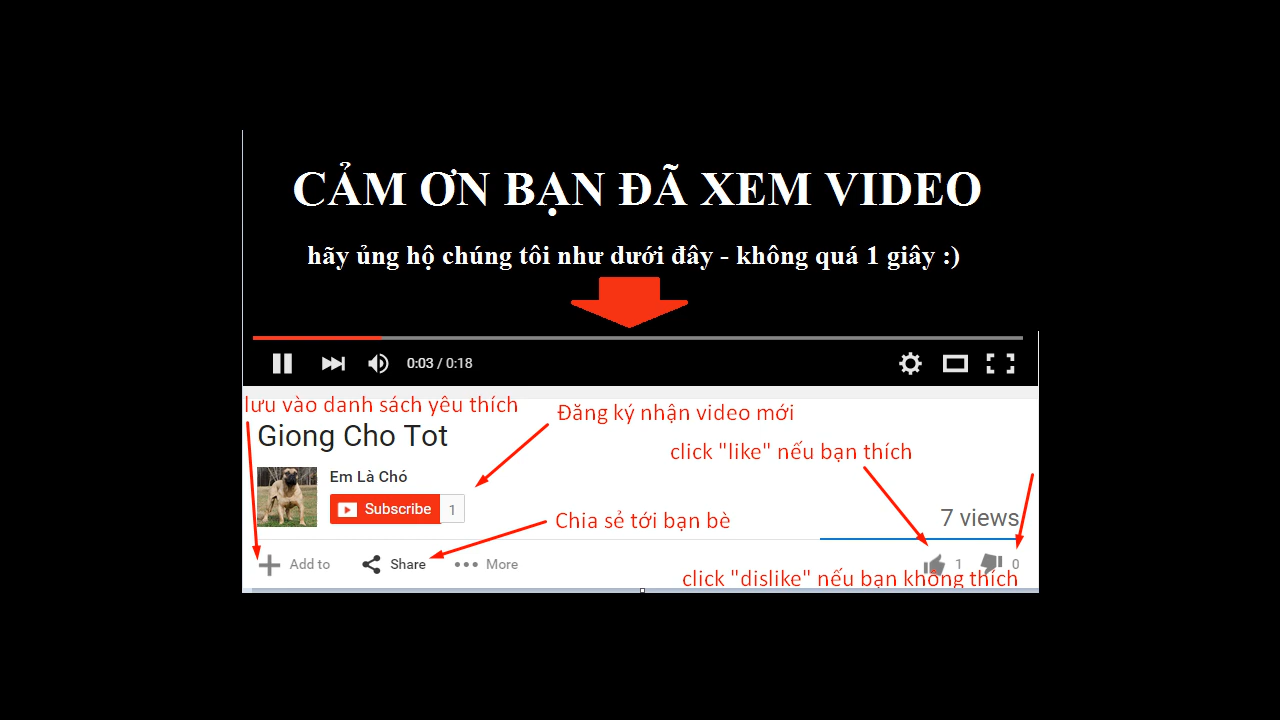 CẢM ƠN BẠN ĐÃ XEM VIDEO
hãy ủng hộ chúng tôi như dưới đây - không quá 1 giây :)
0:03 / 0:18
lưu vào danh sách yêu thích
Đăng ký nhận video mới
Giong Cho Tot
click "like" nếu bạn thích
Em Là Chó
Subscribe 1
Chia sẻ tới bạn bè
7 views
Add to Share More 1 0
click "dislike" nếu bạn không thích